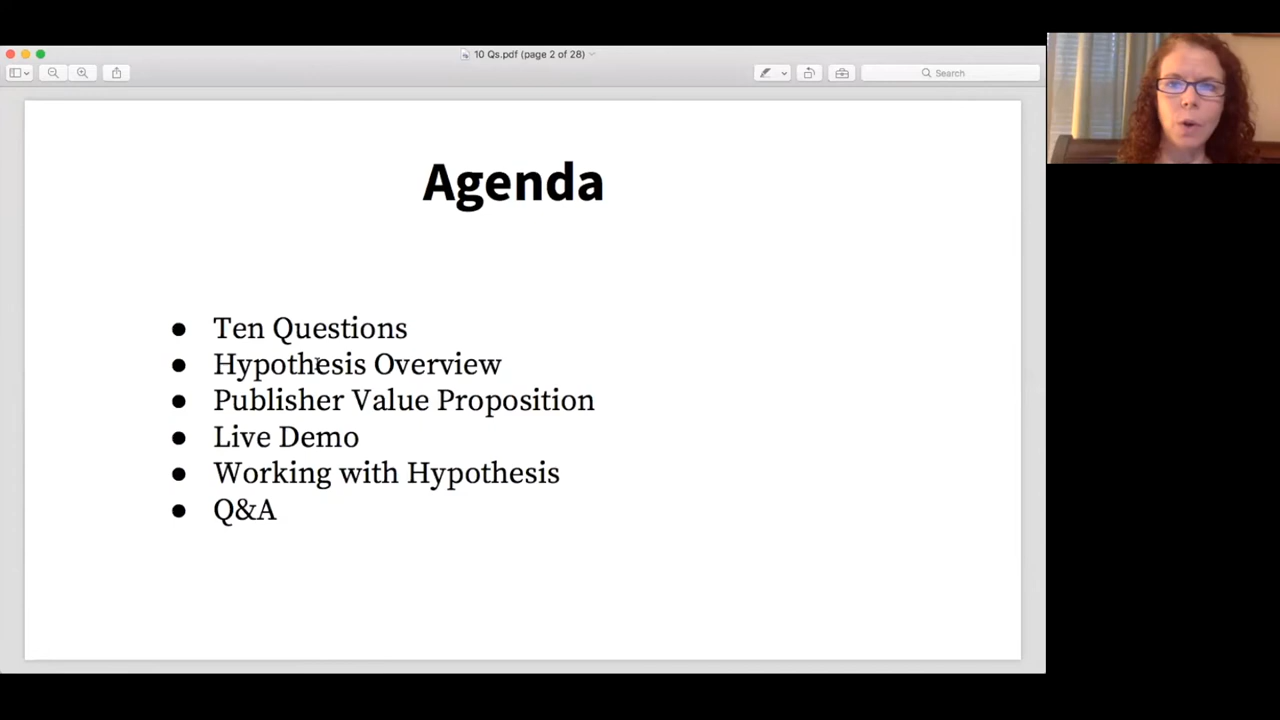 10 Qs.pdf (page 2 of 28)
Search
Agenda
● Ten Questions
● Hypothesis Overview
● Publisher Value Proposition
● Live Demo
● Working with Hypothesis
● Q&A